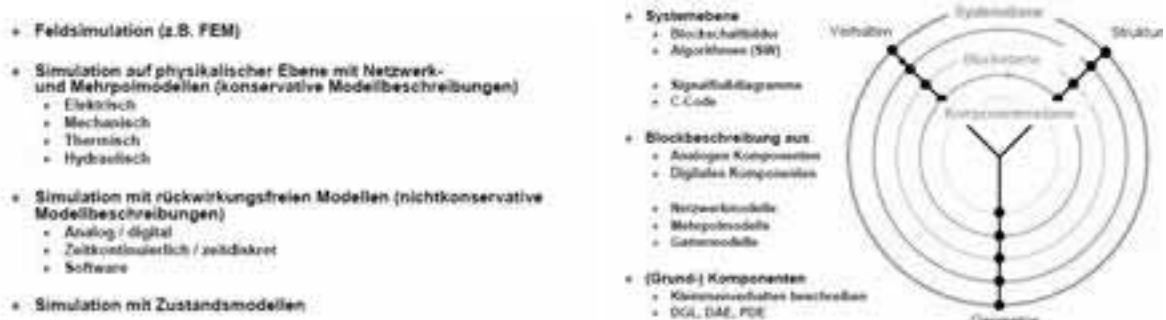 Feldsimulation (z.B. FEM)
Simulation auf physikalischer Ebene mit Netzwerk-
und Mehrpolmodellen (konservative Modellbeschreibungen)
Elektrisch
Mechanisch
Thermisch
Hydraulisch
Simulation mit rückwirkungsfreien Modellen (nichtkonservative
Modellbeschreibungen)
Analog / digital
Zeitkontinuierlich / zeitdiskret
Software
Simulation mit Zustandsmodellen
Systemebene
Blockschaltbilder
Algorithmen (SW)
Signalflußdiagramme
C-Code
Blockbeschreibung aus
Analogen Komponenten
Digitalen Komponenten
Netzwerkmodelle
Mehrpolmodelle
Gattermodelle
(Grund-) Komponenten
Klemmenverhalten beschreiben
DGL, DAE, PDE
Verhalten
Systemebene
Struktur
Blockebene
Komponentenebene